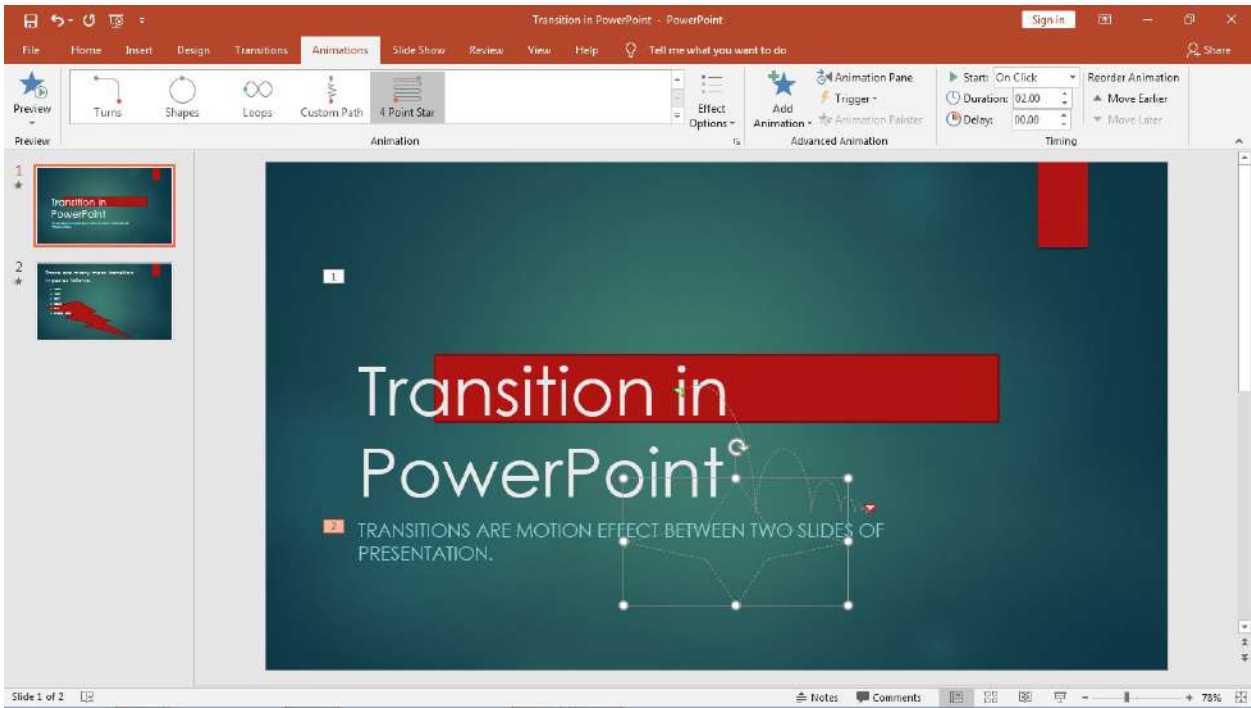 Transition in PowerPoint - PowerPoint
Sign in
File Home Insert Design Transitions Animations Slide Show Review View Help Tell me what you want to do Share
Preview
Turns Shapes Loops Custom Path 4 Point Star
Effect Options
Add Animation
Animation Pane
Trigger
Animation Painter
Start: On Click
Duration: 02.00
Delay: 00.00
Reorder Animation
Move Earlier
Move Later
Preview Animation Advanced Animation Timing
1
Transition in
PowerPoint
2
1
Transition in
PowerPoint
2
TRANSITIONS ARE MOTION EFFECT BETWEEN TWO SLIDES OF
PRESENTATION.
Slide 1 of 2 Notes Comments 78%